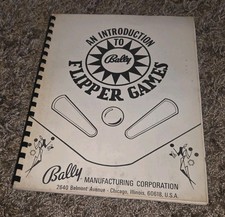 AN INTRODUCTION
TO
Bally
FLIPPER GAMES
Bally MANUFACTURING CORPORATION
2640 Belmont Avenue - Chicago, Illinois, 60618, U.S.A.